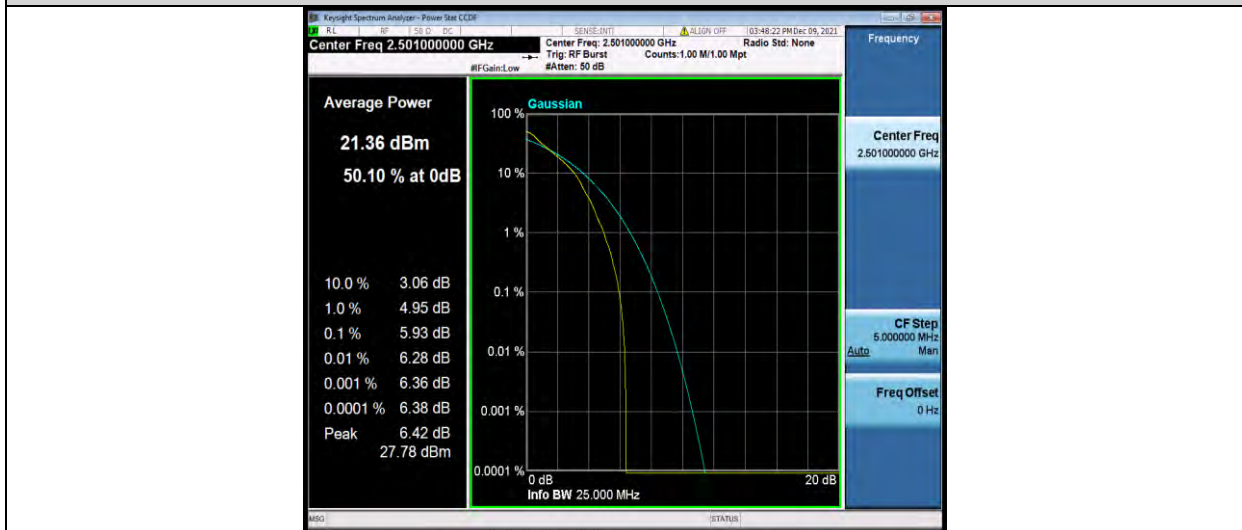 Keysight Spectrum Analyzer - Power Stat CCDF
RL RF 50 Ω DC SENSE:INT ALIGN OFF 03:48:22 PM Dec 09, 2021
Center Freq 2.501000000 GHz
Center Freq: 2.501000000 GHz Radio Std: None
Trig: RF Burst Counts:1.00 M/1.00 Mpt
#IFGain:Low #Atten: 50 dB
Frequency
Average Power
21.36 dBm
50.10 % at 0dB
10.0 % 3.06 dB
1.0 % 4.95 dB
0.1 % 5.93 dB
0.01 % 6.28 dB
0.001 % 6.36 dB
0.0001 % 6.38 dB
Peak 6.42 dB
27.78 dBm
Gaussian
100 %
10 %
1 %
0.1 %
0.01 %
0.001 %
0.0001 %
0 dB 20 dB
Info BW 25.000 MHz
Center Freq
2.501000000 GHz
CF Step
5.000000 MHz
Auto Man
Freq Offset
0 Hz
MSG STATUS